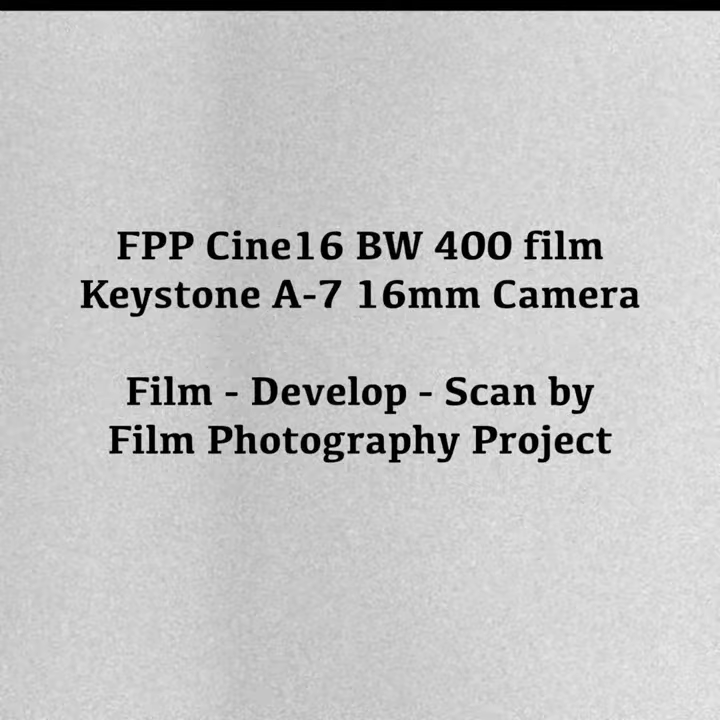 FPP Cine16 BW 400 film
Keystone A-7 16mm Camera
Film - Develop - Scan by
Film Photography Project